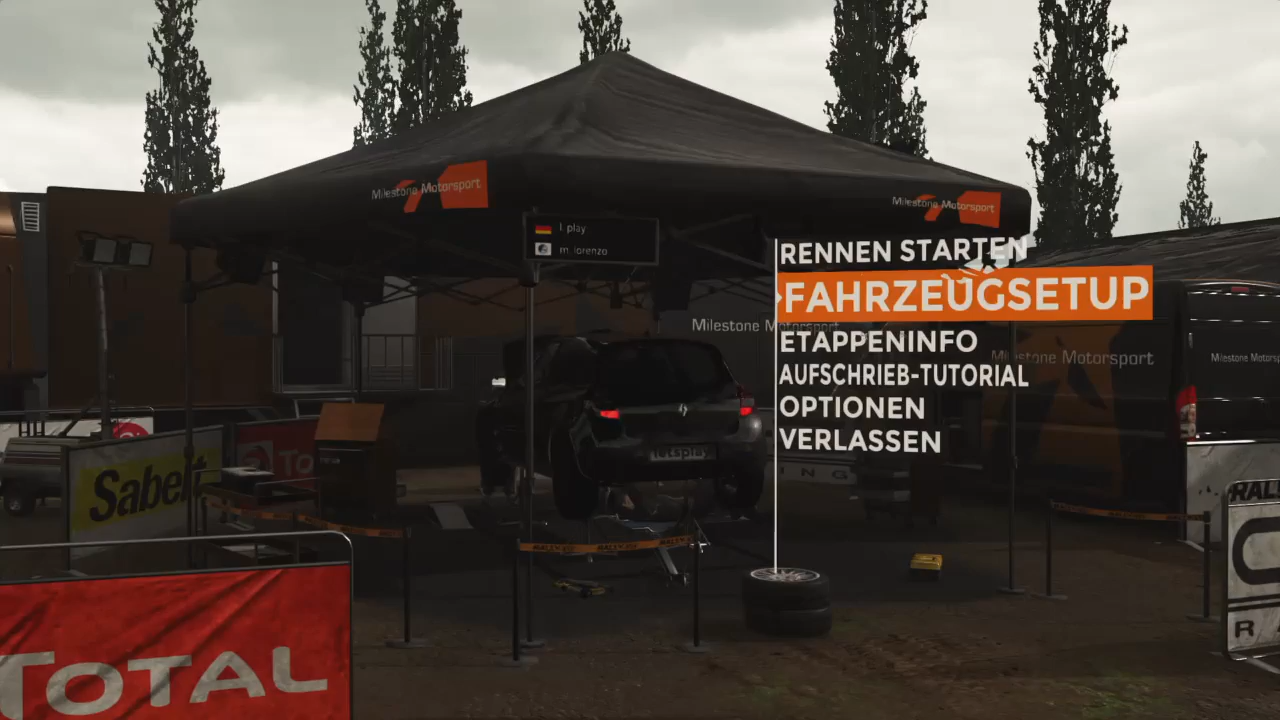 Milestone Motorsport
Milestone Motorsport
l. play
m. lorenzo
RENNEN STARTEN
FAHRZEUGSETUP
Milestone Motorsport
ETAPPENINFO
Milestone Motorsport
Milestone Motorsport
AUFSCHRIEB-TUTORIAL
OPTIONEN
VERLASSEN
letsplay
Sabelt
TOTAL